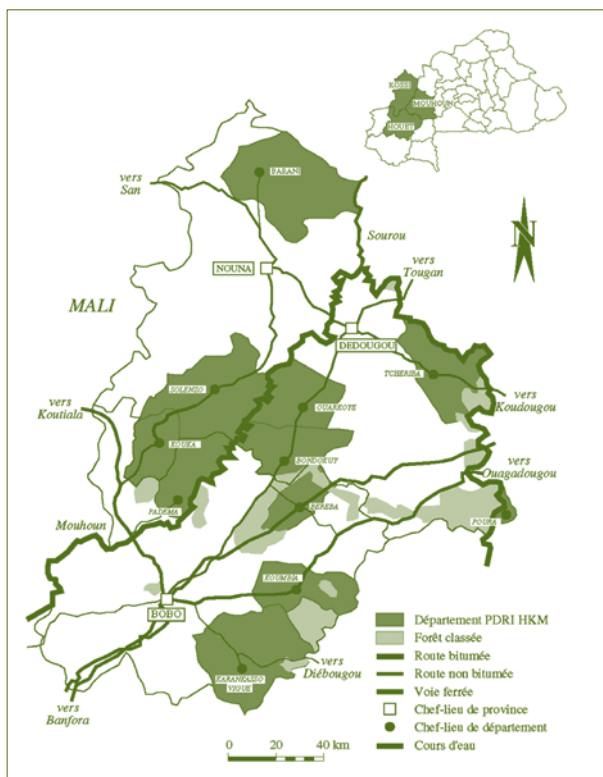 KOSSI
MOUHOUN
HOUET
BARANI
vers
San
Sourou
N
vers
Tougan
NOUNA
MALI
DEDOUGOU
TCHERIBA
SOLENZO
vers
Koutiala
OUARKOYE
vers
Koudougou
KOUKA
BONDOKUY
vers
Ouagadougou
PADEMA
BEREBA
POURA
Mouhoun
KOUMBIA
BOBO
KARANKASSO
VIGUE
vers
Diébougou
vers
Banfora
Département PDRI HKM
Forêt classée
Route bitumée
Route non bitumée
Voie ferrée
Chef-lieu de province
Chef-lieu de département
Cours d'eau
0 20 40 km